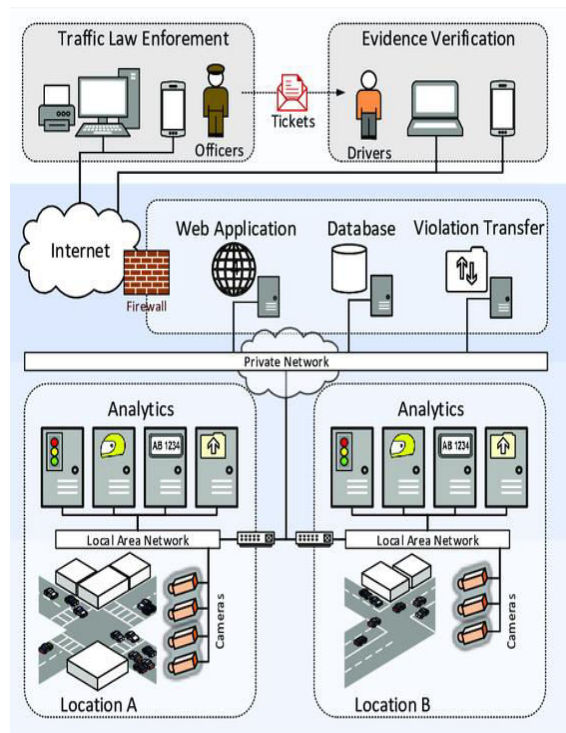 Traffic Law Enforement
Evidence Verification
Officers
Tickets
Drivers
Internet
Firewall
Web Application
Database
Violation Transfer
Private Network
Analytics
Analytics
AB 1234
AB 1234
Local Area Network
Local Area Network
Cameras
Cameras
Location A
Location B